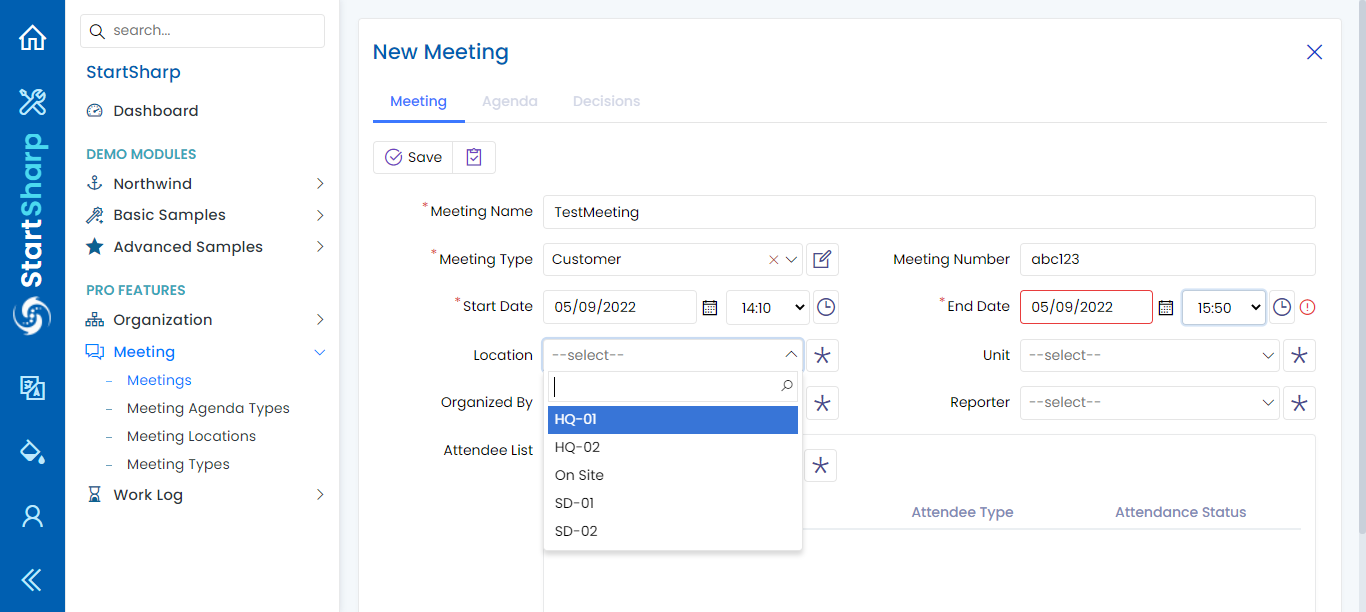 StartSharp
search...
StartSharp
Dashboard
DEMO MODULES
Northwind
Basic Samples
Advanced Samples
PRO FEATURES
Organization
Meeting
Meetings
Meeting Agenda Types
Meeting Locations
Meeting Types
Work Log
New Meeting
Meeting Agenda Decisions
Save
*Meeting Name TestMeeting
*Meeting Type Customer Meeting Number abc123
*Start Date 05/09/2022 14:10 *End Date 05/09/2022 15:50
Location --select-- Unit --select--
Organized By Reporter --select--
HQ-01
HQ-02
Attendee List
On Site
SD-01
SD-02
Attendee Type Attendance Status